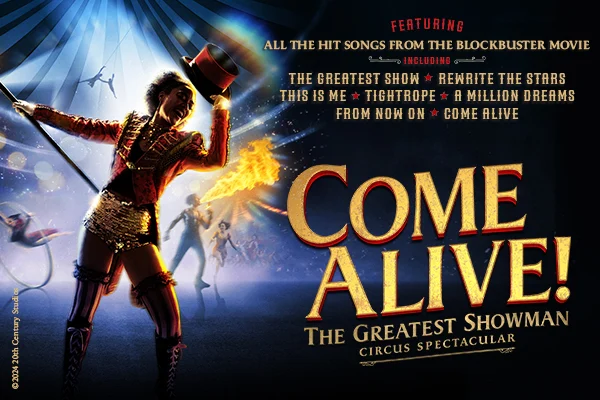 FEATURING
ALL THE HIT SONGS FROM THE BLOCKBUSTER MOVIE
INCLUDING
THE GREATEST SHOW ★ REWRITE THE STARS
THIS IS ME ★ TIGHTROPE ★ A MILLION DREAMS
FROM NOW ON ★ COME ALIVE
COME
ALIVE!
THE GREATEST SHOWMAN
CIRCUS SPECTACULAR
©2024 20th Century Studios